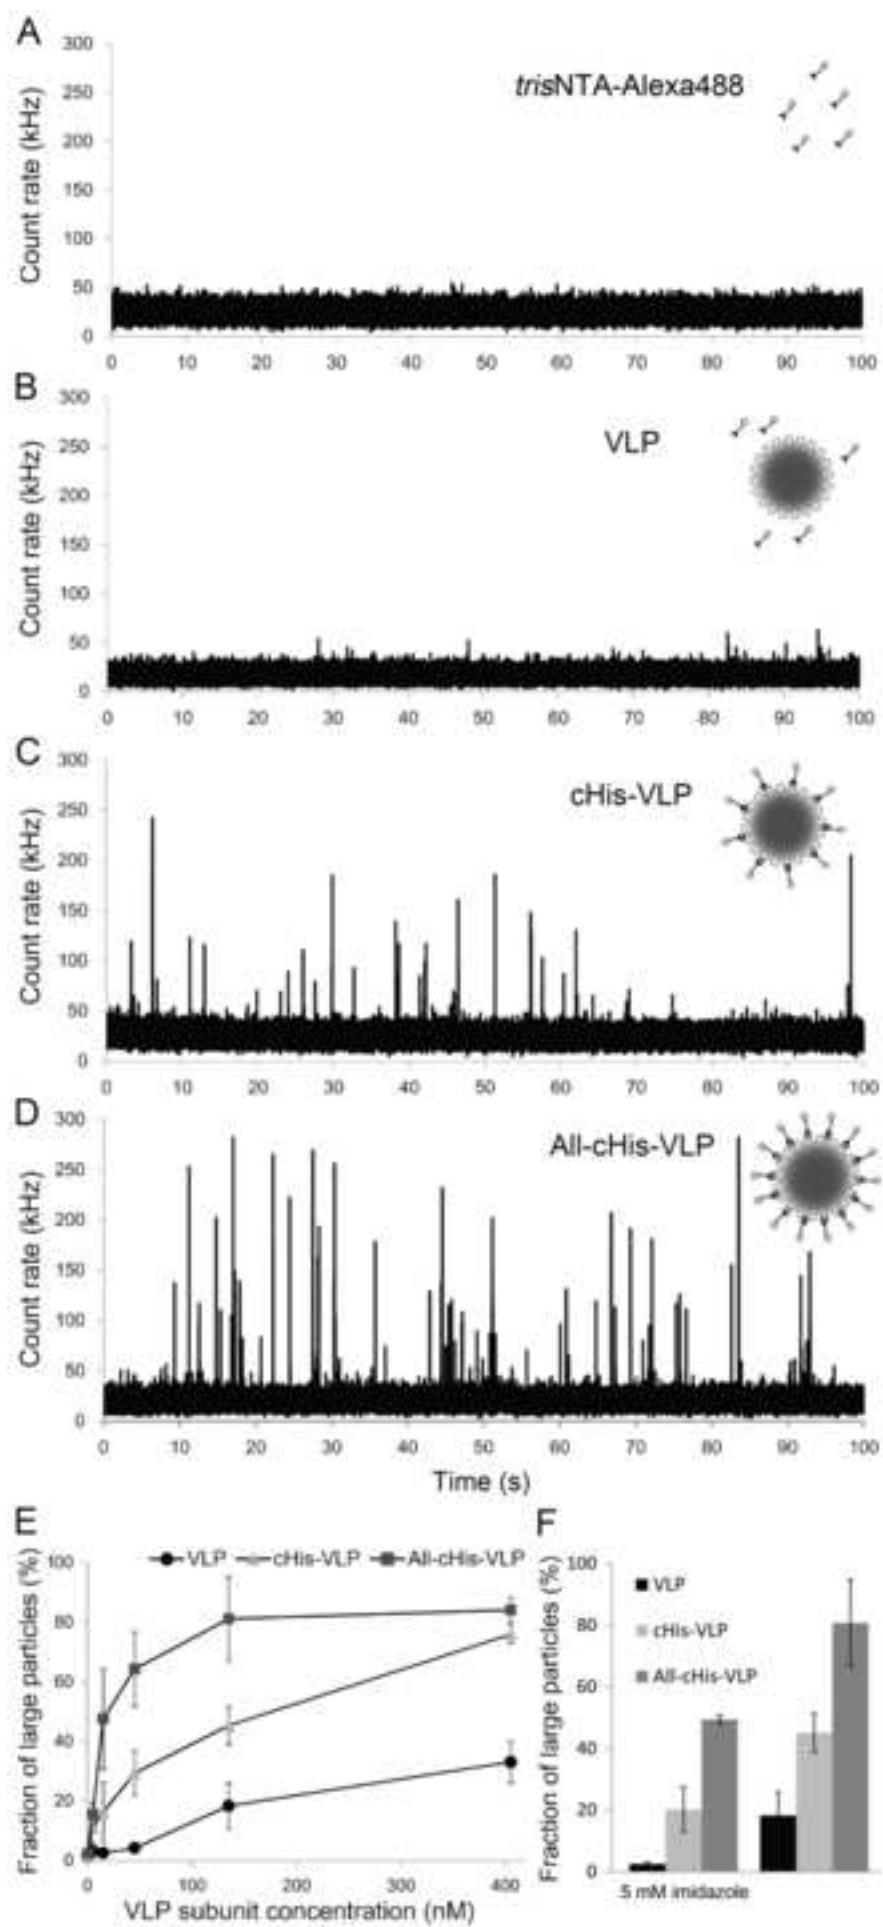 A
300
250
200
150
100
50
0
Count rate (kHz)
trisNTA-Alexa488
0 10 20 30 40 50 60 70 80 90 100
B
300
250
200
150
100
50
0
Count rate (kHz)
VLP
0 10 20 30 40 50 60 70 80 90 100
C
300
250
200
150
100
50
0
Count rate (kHz)
cHis-VLP
0 10 20 30 40 50 60 70 80 90 100
D
300
250
200
150
100
50
0
Count rate (kHz)
All-cHis-VLP
0 10 20 30 40 50 60 70 80 90 100
Time (s)
E
VLP cHis-VLP All-cHis-VLP
100
80
60
40
20
0
Fraction of large particles (%)
0 100 200 300 400
VLP subunit concentration (nM)
F
100
80
60
40
20
0
Fraction of large particles (%)
VLP
cHis-VLP
All-cHis-VLP
5 mM imidazole